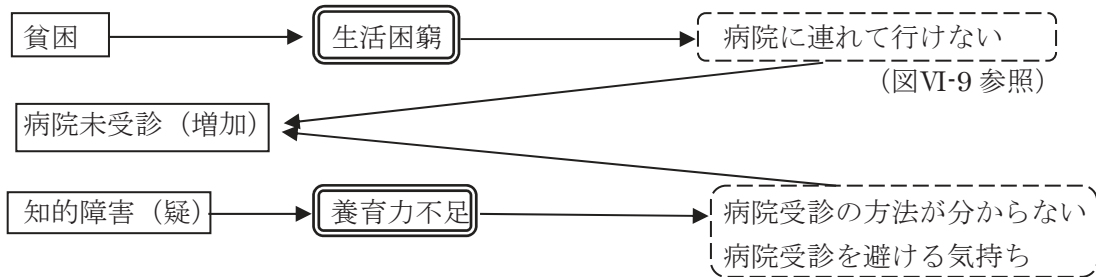 貧困
生活困窮
病院に連れて行けない
（図Ⅵ-9 参照）
病院未受診（増加）
知的障害（疑）
養育力不足
病院受診の方法が分からない
病院受診を避ける気持ち